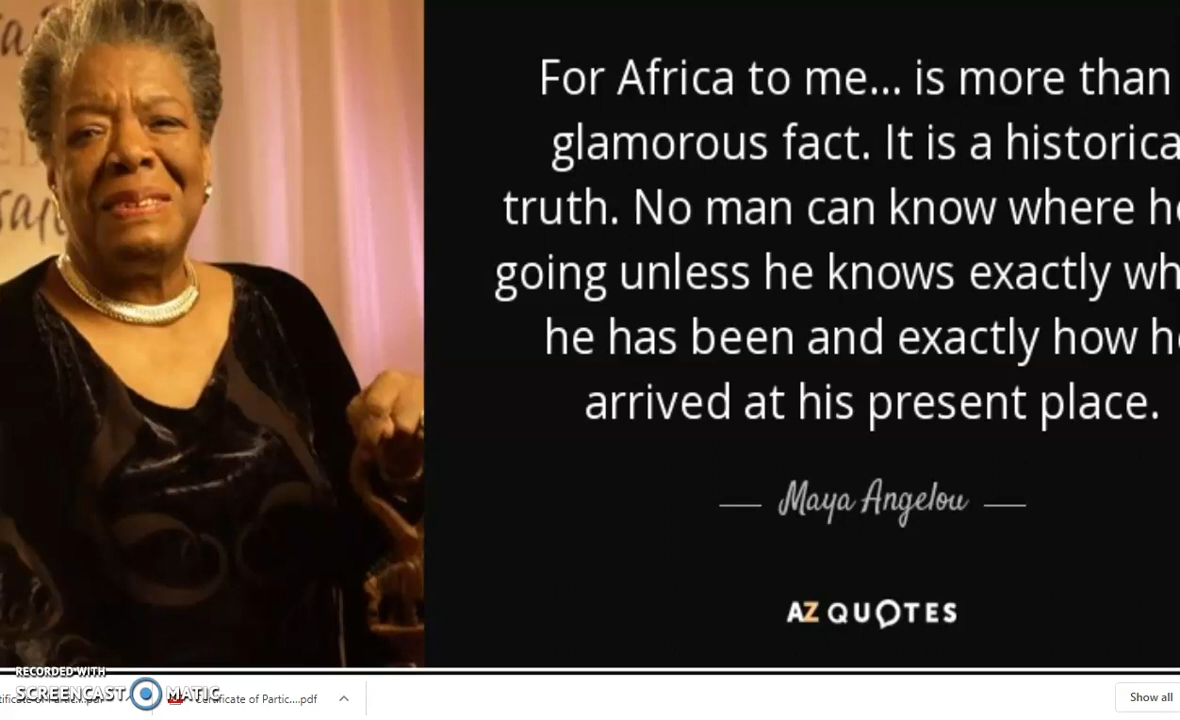 For Africa to me... is more than
glamorous fact. It is a historica
truth. No man can know where he
going unless he knows exactly wh
he has been and exactly how he
arrived at his present place.
Maya Angelou
AZ QUOTES
RECORDED WITH
SCREENCAST MATIC
Certificate of Partic....pdf
Show all